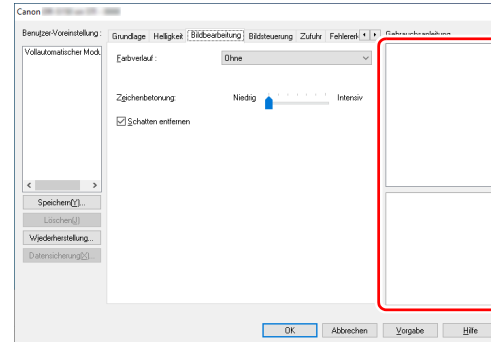 Canon
Benutzer-Voreinstellung :
Vollautomatischer Modu
Speichern(Y)...
Löschen(J)
Wiederherstellung...
Datensicherung(X)...
Grundlage Helligkeit Bildbearbeitung Bildsteuerung Zufuhr Fehlererk
Farbverlauf :
Ohne
Zeichenbetonung: Niedrig Intensiv
Schatten entfernen
Gebrauchsanleitung
OK Abbrechen Vorgabe Hilfe